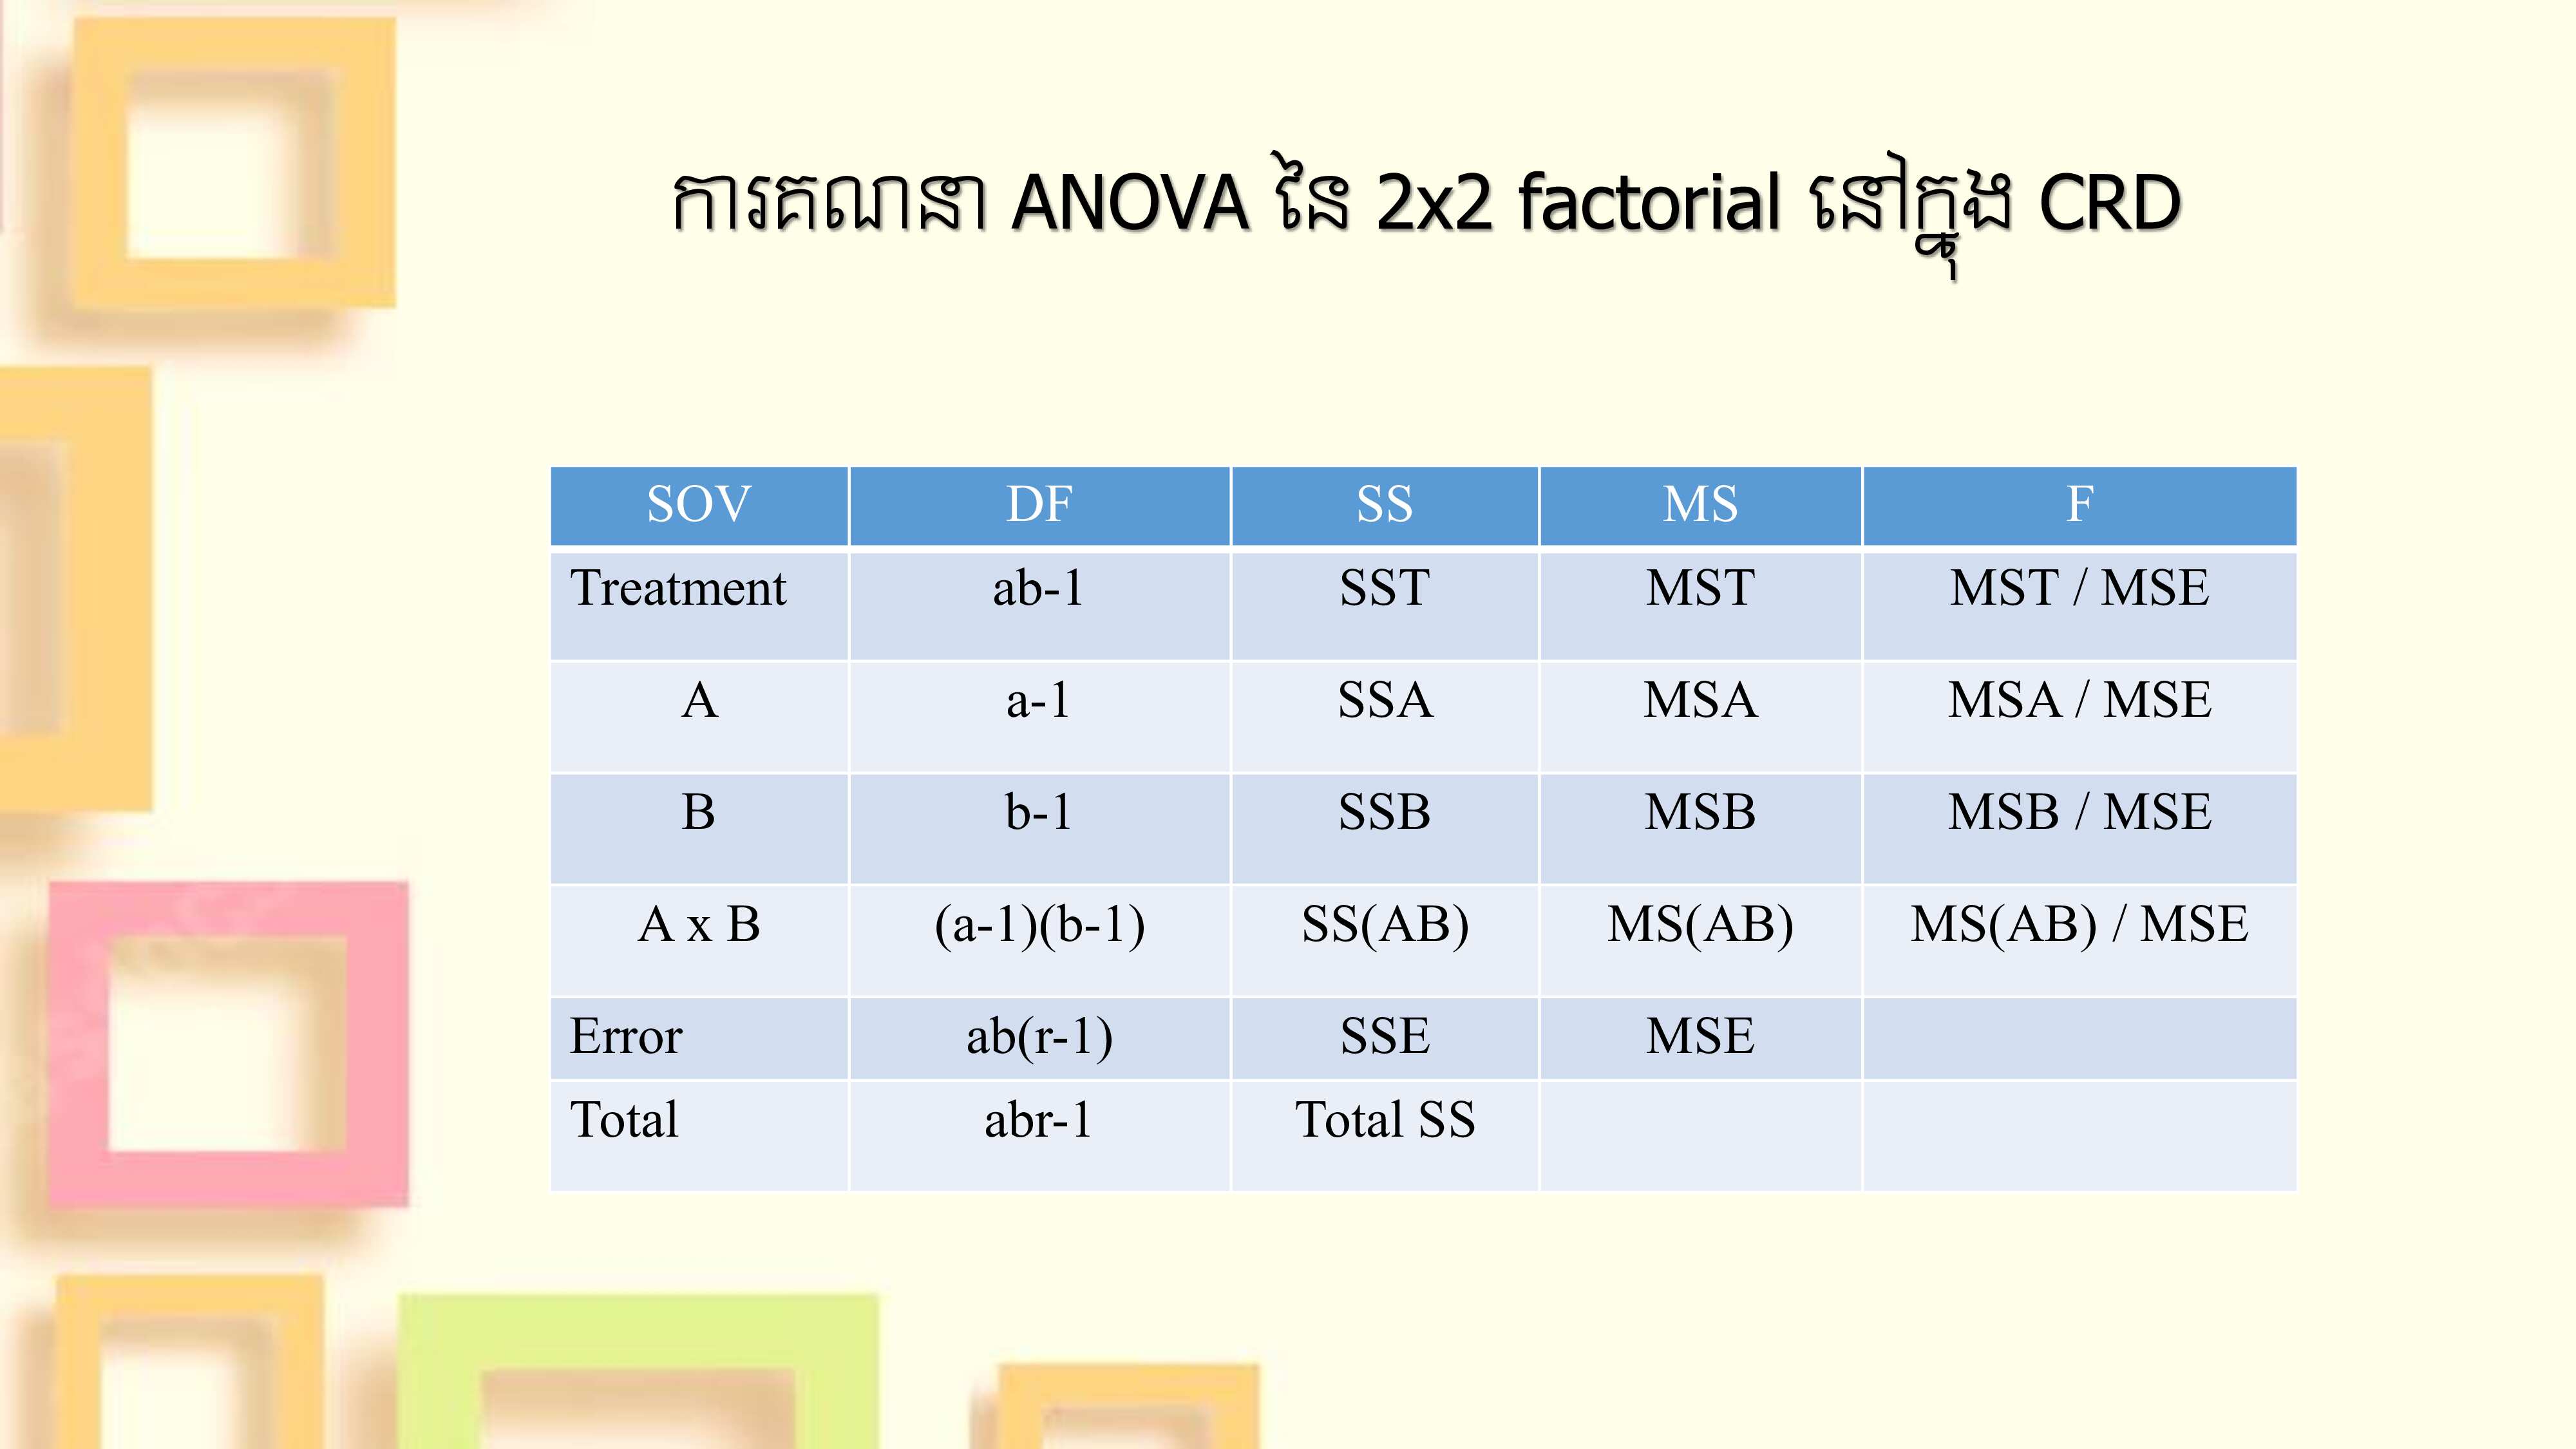 ការគណនា ANOVA នៃ 2x2 factorial នៅក្នុង CRD
SOV DF SS MS F
Treatment ab-1 SST MST MST / MSE
A a-1 SSA MSA MSA / MSE
B b-1 SSB MSB MSB / MSE
A x B (a-1)(b-1) SS(AB) MS(AB) MS(AB) / MSE
Error ab(r-1) SSE MSE
Total abr-1 Total SS